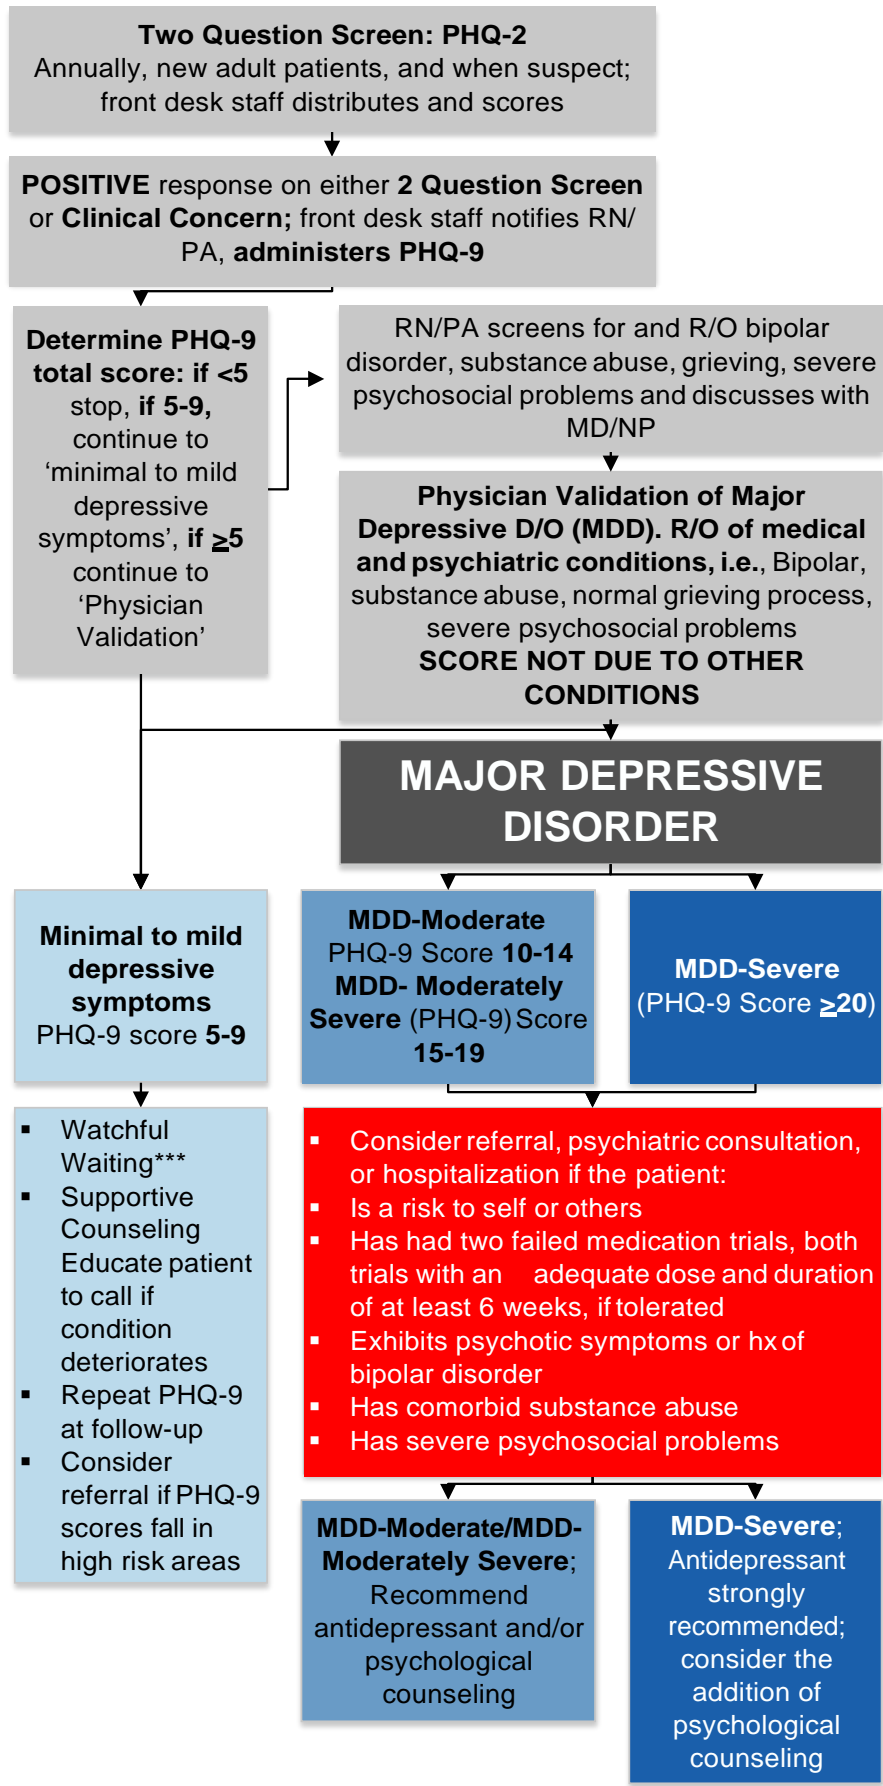 Two Question Screen: PHQ-2
Annually, new adult patients, and when suspect;
front desk staff distributes and scores
POSITIVE response on either 2 Question Screen
or Clinical Concern; front desk staff notifies RN/
PA, administers PHQ-9
Determine PHQ-9
total score: if <5
stop, if 5-9,
continue to
‘minimal to mild
depressive
symptoms’, if ≥5
continue to
‘Physician
Validation’
RN/PA screens for and R/O bipolar
disorder, substance abuse, grieving, severe
psychosocial problems and discusses with
MD/NP
Physician Validation of Major
Depressive D/O (MDD). R/O of medical
and psychiatric conditions, i.e., Bipolar,
substance abuse, normal grieving process,
severe psychosocial problems
SCORE NOT DUE TO OTHER
CONDITIONS
MAJOR DEPRESSIVE
DISORDER
Minimal to mild
depressive
symptoms
PHQ-9 score 5-9
MDD-Moderate
PHQ-9 Score 10-14
MDD- Moderately
Severe (PHQ-9) Score
15-19
MDD-Severe
(PHQ-9 Score ≥20)
▪ Watchful
Waiting***
▪ Supportive
Counseling
Educate patient
to call if
condition
deteriorates
▪ Repeat PHQ-9
at follow-up
▪ Consider
referral if PHQ-9
scores fall in
high risk areas
▪ Consider referral, psychiatric consultation,
or hospitalization if the patient:
▪ Is a risk to self or others
▪ Has had two failed medication trials, both
trials with an adequate dose and duration
of at least 6 weeks, if tolerated
▪ Exhibits psychotic symptoms or hx of
bipolar disorder
▪ Has comorbid substance abuse
▪ Has severe psychosocial problems
MDD-Moderate/MDD-
Moderately Severe;
Recommend
antidepressant and/or
psychological
counseling
MDD-Severe;
Antidepressant
strongly
recommended;
consider the
addition of
psychological
counseling